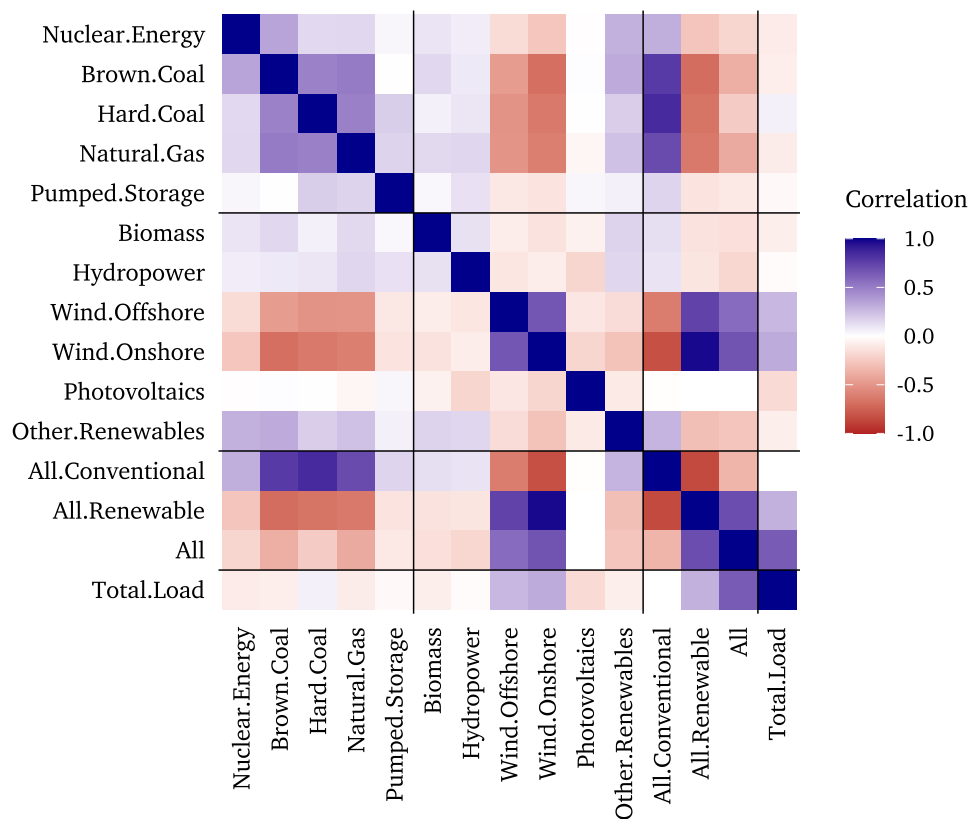 Nuclear.Energy
Brown.Coal
Hard.Coal
Natural.Gas
Pumped.Storage
Biomass
Hydropower
Wind.Offshore
Wind.Onshore
Photovoltaics
Other.Renewables
All.Conventional
All.Renewable
All
Total.Load
Nuclear.Energy
Brown.Coal
Hard.Coal
Natural.Gas
Pumped.Storage
Biomass
Hydropower
Wind.Offshore
Wind.Onshore
Photovoltaics
Other.Renewables
All.Conventional
All.Renewable
All
Total.Load
Correlation
1.0
0.5
0.0
-0.5
-1.0